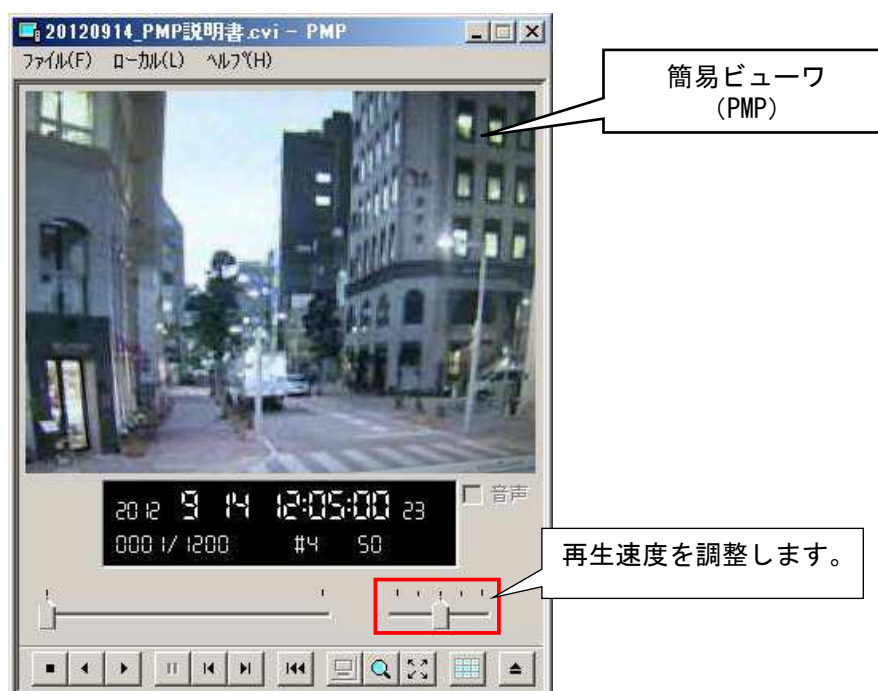 20120914_PMP説明書.cvi - PMP
ファイル(F) ローカル(L) ヘルプ(H)
簡易ビューワ
(PMP)
2012 9 14 12:05:00 23
音声
0001/1200 #4 50
再生速度を調整します。